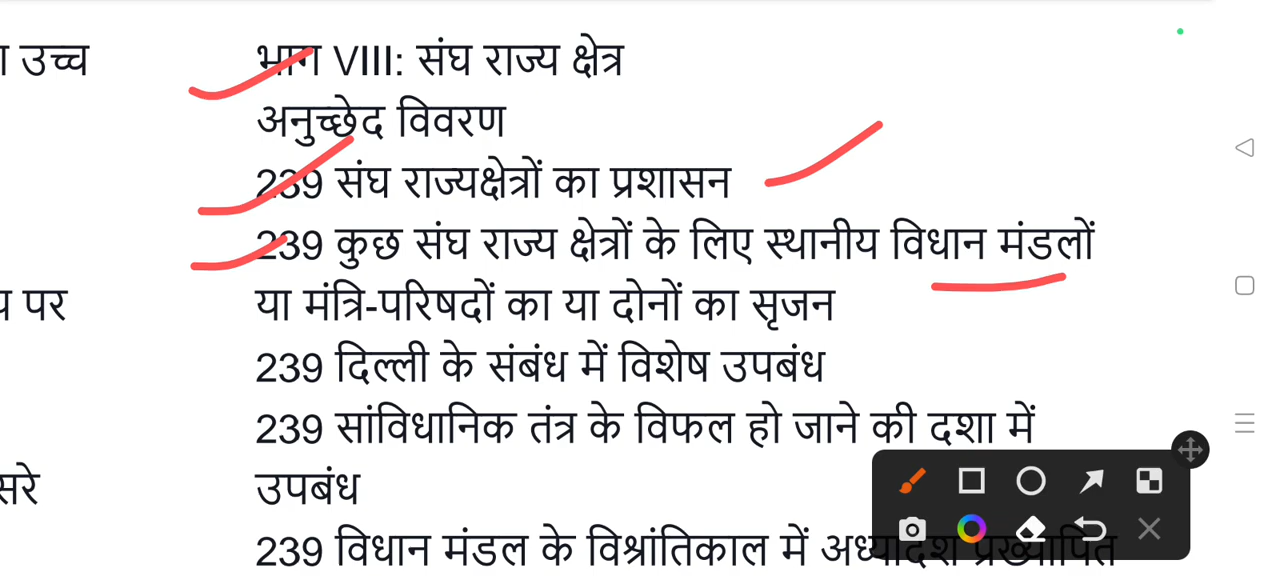 उच्च
भाग VIII: संघ राज्य क्षेत्र
अनुच्छेद विवरण
239 संघ राज्यक्षेत्रों का प्रशासन
239 कुछ संघ राज्य क्षेत्रों के लिए स्थानीय विधान मंडलों
पर
या मंत्रि-परिषदों का या दोनों का सृजन
239 दिल्ली के संबंध में विशेष उपबंध
239 सांविधानिक तंत्र के विफल हो जाने की दशा में
उपबंध
239 विधान मंडल के विश्रांतिकाल में अध्यादेश प्रख्यापित